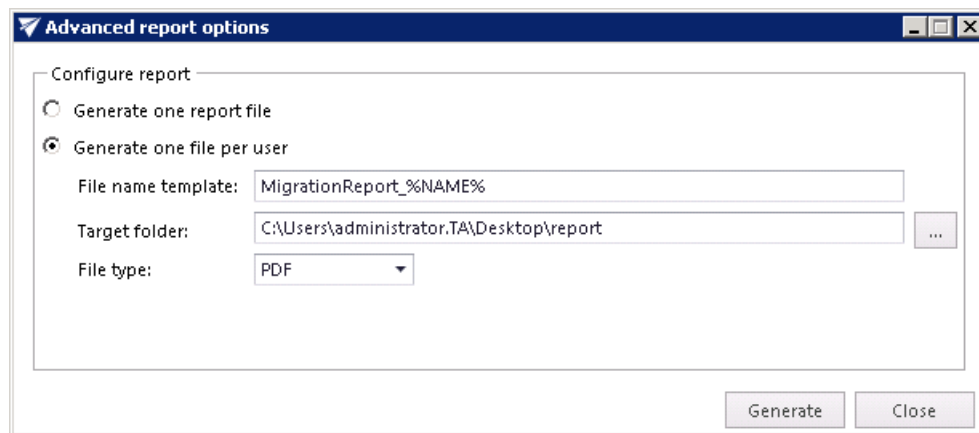 Advanced report options
Configure report
Generate one report file
Generate one file per user
File name template: MigrationReport_%NAME%
Target folder: C:\Users\administrator.TA\Desktop\report ...
File type: PDF
Generate Close